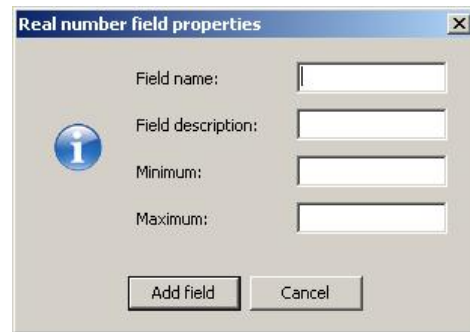 Real number field properties
Field name:
Field description:
Minimum:
Maximum:
Add field Cancel